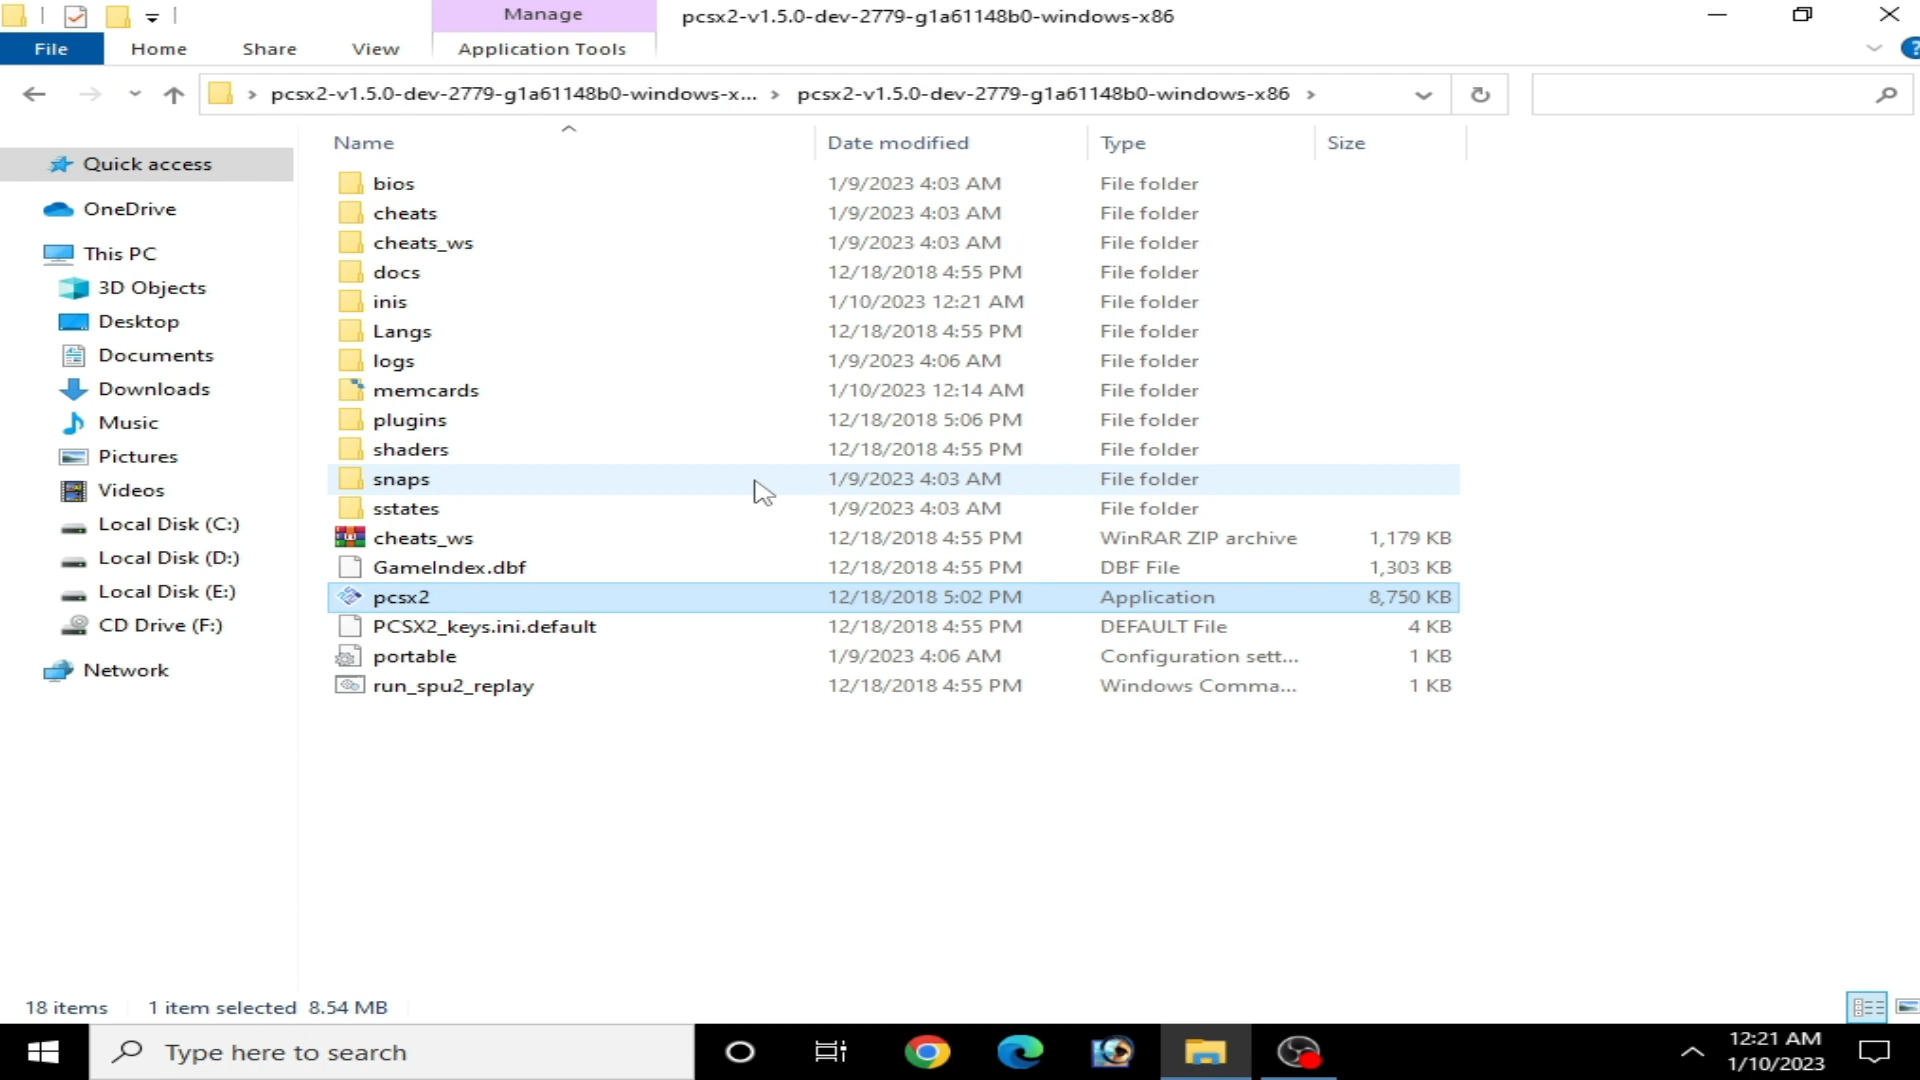 Manage
pcsx2-v1.5.0-dev-2779-g1a61148b0-windows-x86
File Home Share View Application Tools
pcsx2-v1.5.0-dev-2779-g1a61148b0-windows-x... pcsx2-v1.5.0-dev-2779-g1a61148b0-windows-x86
Quick access
OneDrive
This PC
3D Objects
Desktop
Documents
Downloads
Music
Pictures
Videos
Local Disk (C:)
Local Disk (D:)
Local Disk (E:)
CD Drive (F:)
Network
Name Date modified Type Size
bios 1/9/2023 4:03 AM File folder
cheats 1/9/2023 4:03 AM File folder
cheats_ws 1/9/2023 4:03 AM File folder
docs 12/18/2018 4:55 PM File folder
inis 1/10/2023 12:21 AM File folder
Langs 12/18/2018 4:55 PM File folder
logs 1/9/2023 4:06 AM File folder
memcards 1/10/2023 12:14 AM File folder
plugins 12/18/2018 5:06 PM File folder
shaders 12/18/2018 4:55 PM File folder
snaps 1/9/2023 4:03 AM File folder
sstates 1/9/2023 4:03 AM File folder
cheats_ws 12/18/2018 4:55 PM WinRAR ZIP archive 1,179 KB
GameIndex.dbf 12/18/2018 4:55 PM DBF File 1,303 KB
pcsx2 12/18/2018 5:02 PM Application 8,750 KB
PCSX2_keys.ini.default 12/18/2018 4:55 PM DEFAULT File 4 KB
portable 1/9/2023 4:06 AM Configuration sett... 1 KB
run_spu2_replay 12/18/2018 4:55 PM Windows Comma... 1 KB
18 items 1 item selected 8.54 MB
Type here to search
12:21 AM
1/10/2023